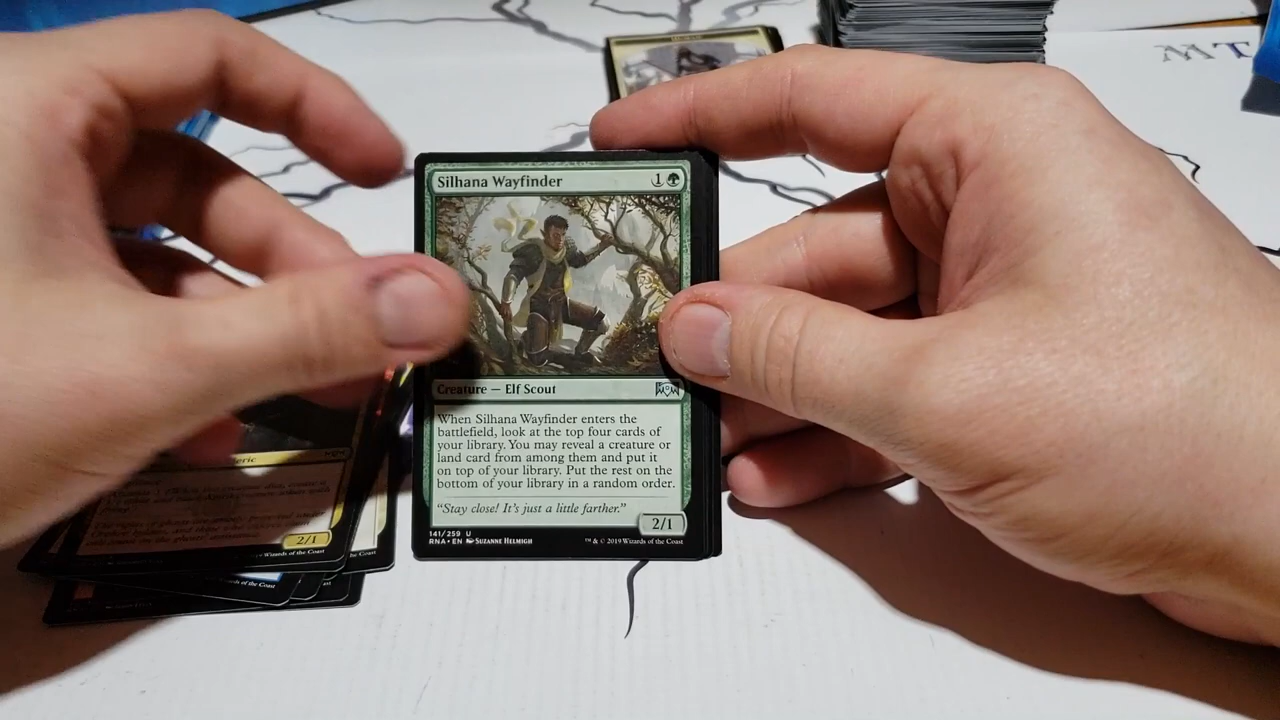 MT
Silhana Wayfinder 1
Creature — Elf Scout
When Silhana Wayfinder enters the
battlefield, look at the top four cards of
your library. You may reveal a creature or
land card from among them and put it
on top of your library. Put the rest on the
bottom of your library in a random order.
"Stay close! It's just a little farther."
2/1
141/259 U
RNA • EN Suzanne Helmigh ™ & © 2019 Wizards of the Coast
eric
2/1
Wizards of the Coast
the Coast